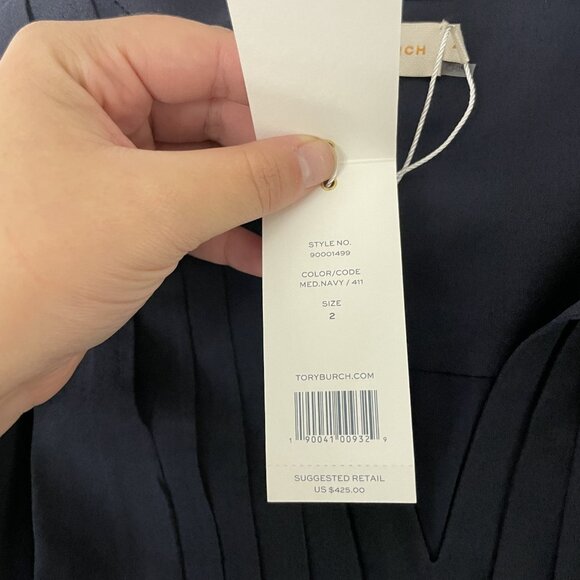 RCH
STYLE NO.
90001499
COLOR/CODE
MED.NAVY / 411
SIZE
2
TORYBURCH.COM
1 90041 00932 9
SUGGESTED RETAIL
US $425.00